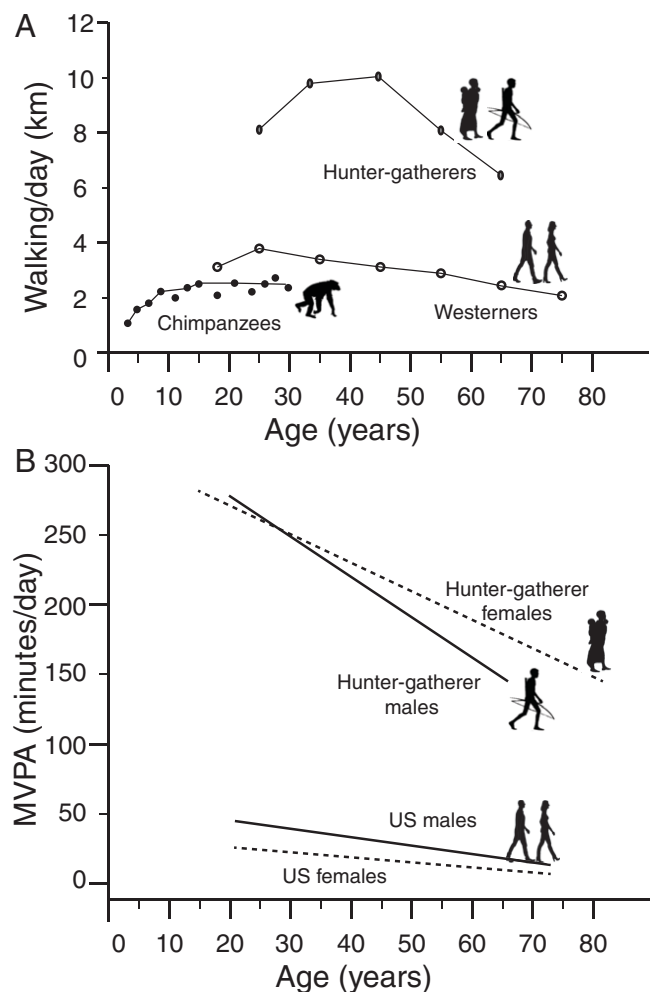 A
Walking/day (km)
12
10
8
6
4
2
0
Hunter-gatherers
Westerners
Chimpanzees
0 10 20 30 40 50 60 70 80
Age (years)
B
MVPA (minutes/day)
300
250
200
150
100
50
0
Hunter-gatherer
females
Hunter-gatherer
males
US males
US females
0 10 20 30 40 50 60 70 80
Age (years)